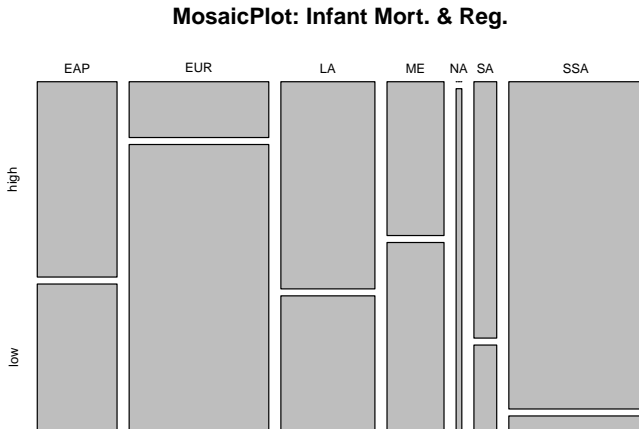 MosaicPlot: Infant Mort. & Reg.
EAP EUR LA ME NA SA SSA
high
low